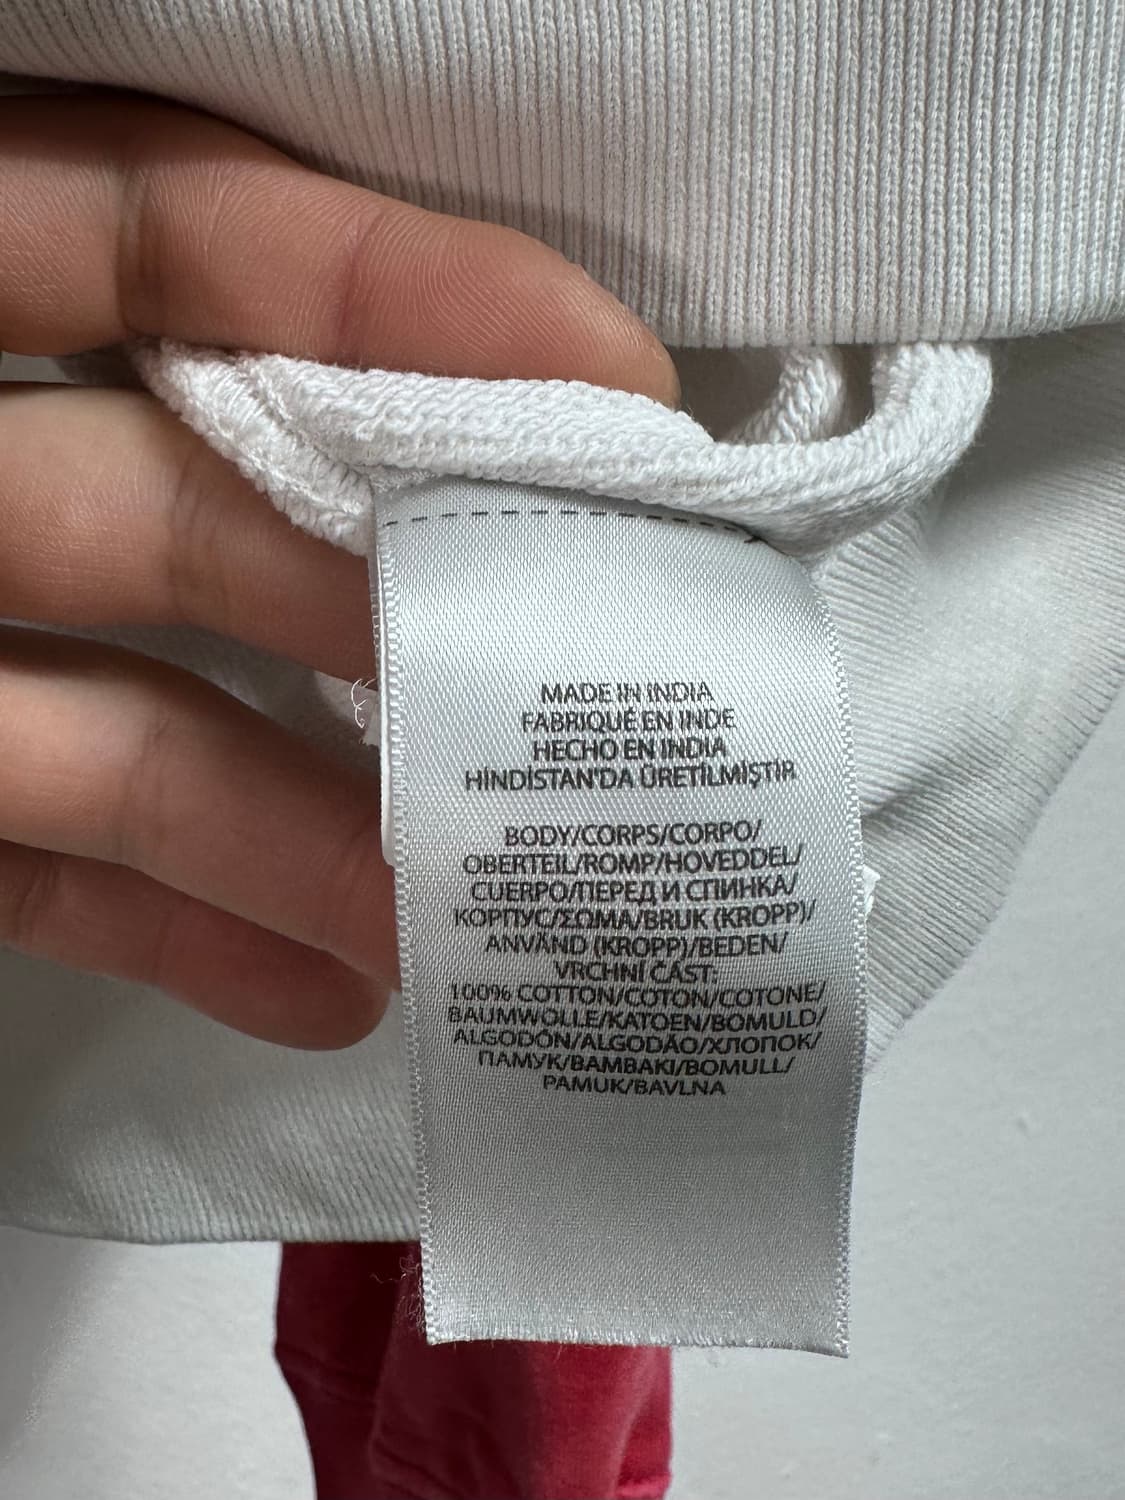 MADE IN INDIA
FABRIQUÉ EN INDE
HECHO EN INDIA
HİNDİSTAN'DA ÜRETİLMİŞTİR
BODY/CORPS/CORPO/
OBERTEIL/ROMP/HOVEDDEL/
CUERPO/ПЕРЕД И СПИНКА/
КОРПУС/ΣΩΜΑ/BRUK (KROPP)/
ANVÄND (KROPP)/BEDEN/
VRCHNÍ ČÁST:
100% COTTON/COTON/COTONE/
BAUMWOLLE/KATOEN/BOMULD/
ALGODÓN/ALGODÃO/ХЛОПОК/
ПАМУК/ΒΑΜΒΑΚΙ/BOMULL/
PAMUK/BAVLNA